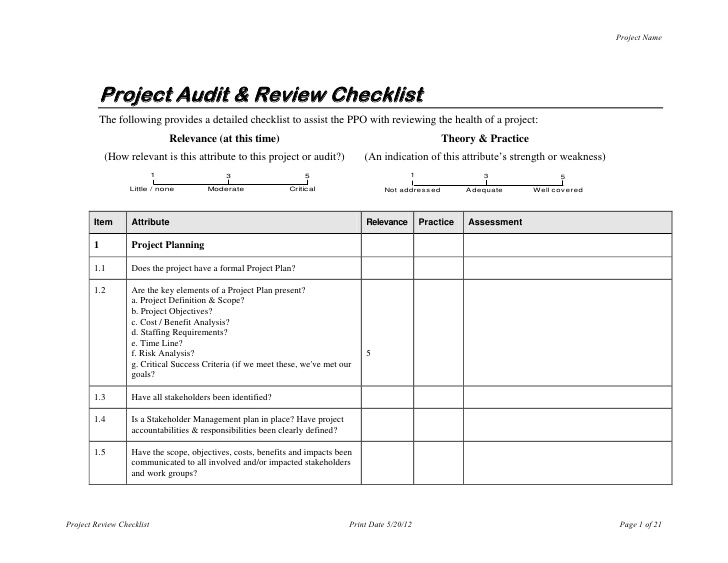 Project Name
Project Audit & Review Checklist
The following provides a detailed checklist to assist the PPO with reviewing the health of a project:
Relevance (at this time) Theory & Practice
(How relevant is this attribute to this project or audit?) (An indication of this attribute's strength or weakness)
1 3 5 1 3 5
Little / none Moderate Critical Not addressed Adequate Well covered
Item Attribute Relevance Practice Assessment
1 Project Planning
1.1 Does the project have a formal Project Plan?
1.2 Are the key elements of a Project Plan present?
a. Project Definition & Scope?
b. Project Objectives?
c. Cost / Benefit Analysis?
d. Staffing Requirements?
e. Time Line?
f. Risk Analysis? 5
g. Critical Success Criteria (if we meet these, we've met our
goals?
1.3 Have all stakeholders been identified?
1.4 Is a Stakeholder Management plan in place? Have project
accountabilities & responsibilities been clearly defined?
1.5 Have the scope, objectives, costs, benefits and impacts been
communicated to all involved and/or impacted stakeholders
and work groups?
Project Review Checklist Print Date 5/20/12 Page 1 of 21